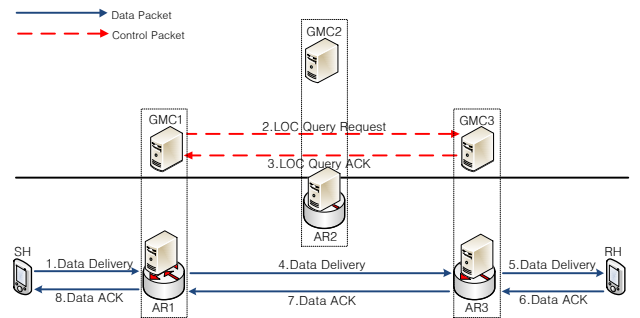 Data Packet
Control Packet
GMC2
GMC1
GMC3
2.LOC Query Request
3.LOC Query ACK
AR2
SH
RH
1.Data Delivery
4.Data Delivery
5.Data Delivery
8.Data ACK
7.Data ACK
6.Data ACK
AR1
AR3